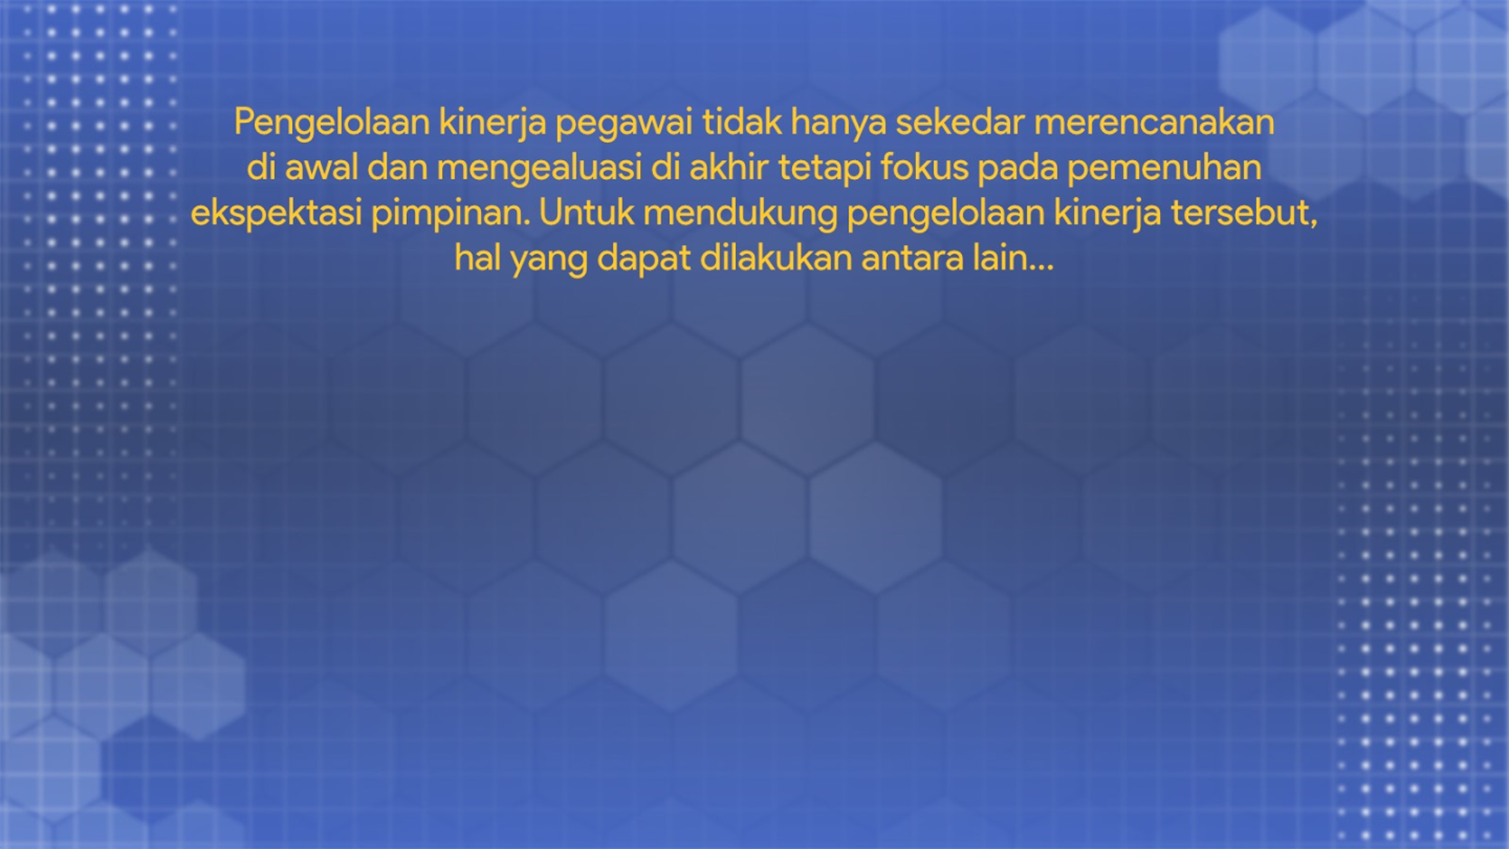 Pengelolaan kinerja pegawai tidak hanya sekedar merencanakan
di awal dan mengealuasi di akhir tetapi fokus pada pemenuhan
ekspektasi pimpinan. Untuk mendukung pengelolaan kinerja tersebut,
hal yang dapat dilakukan antara lain...